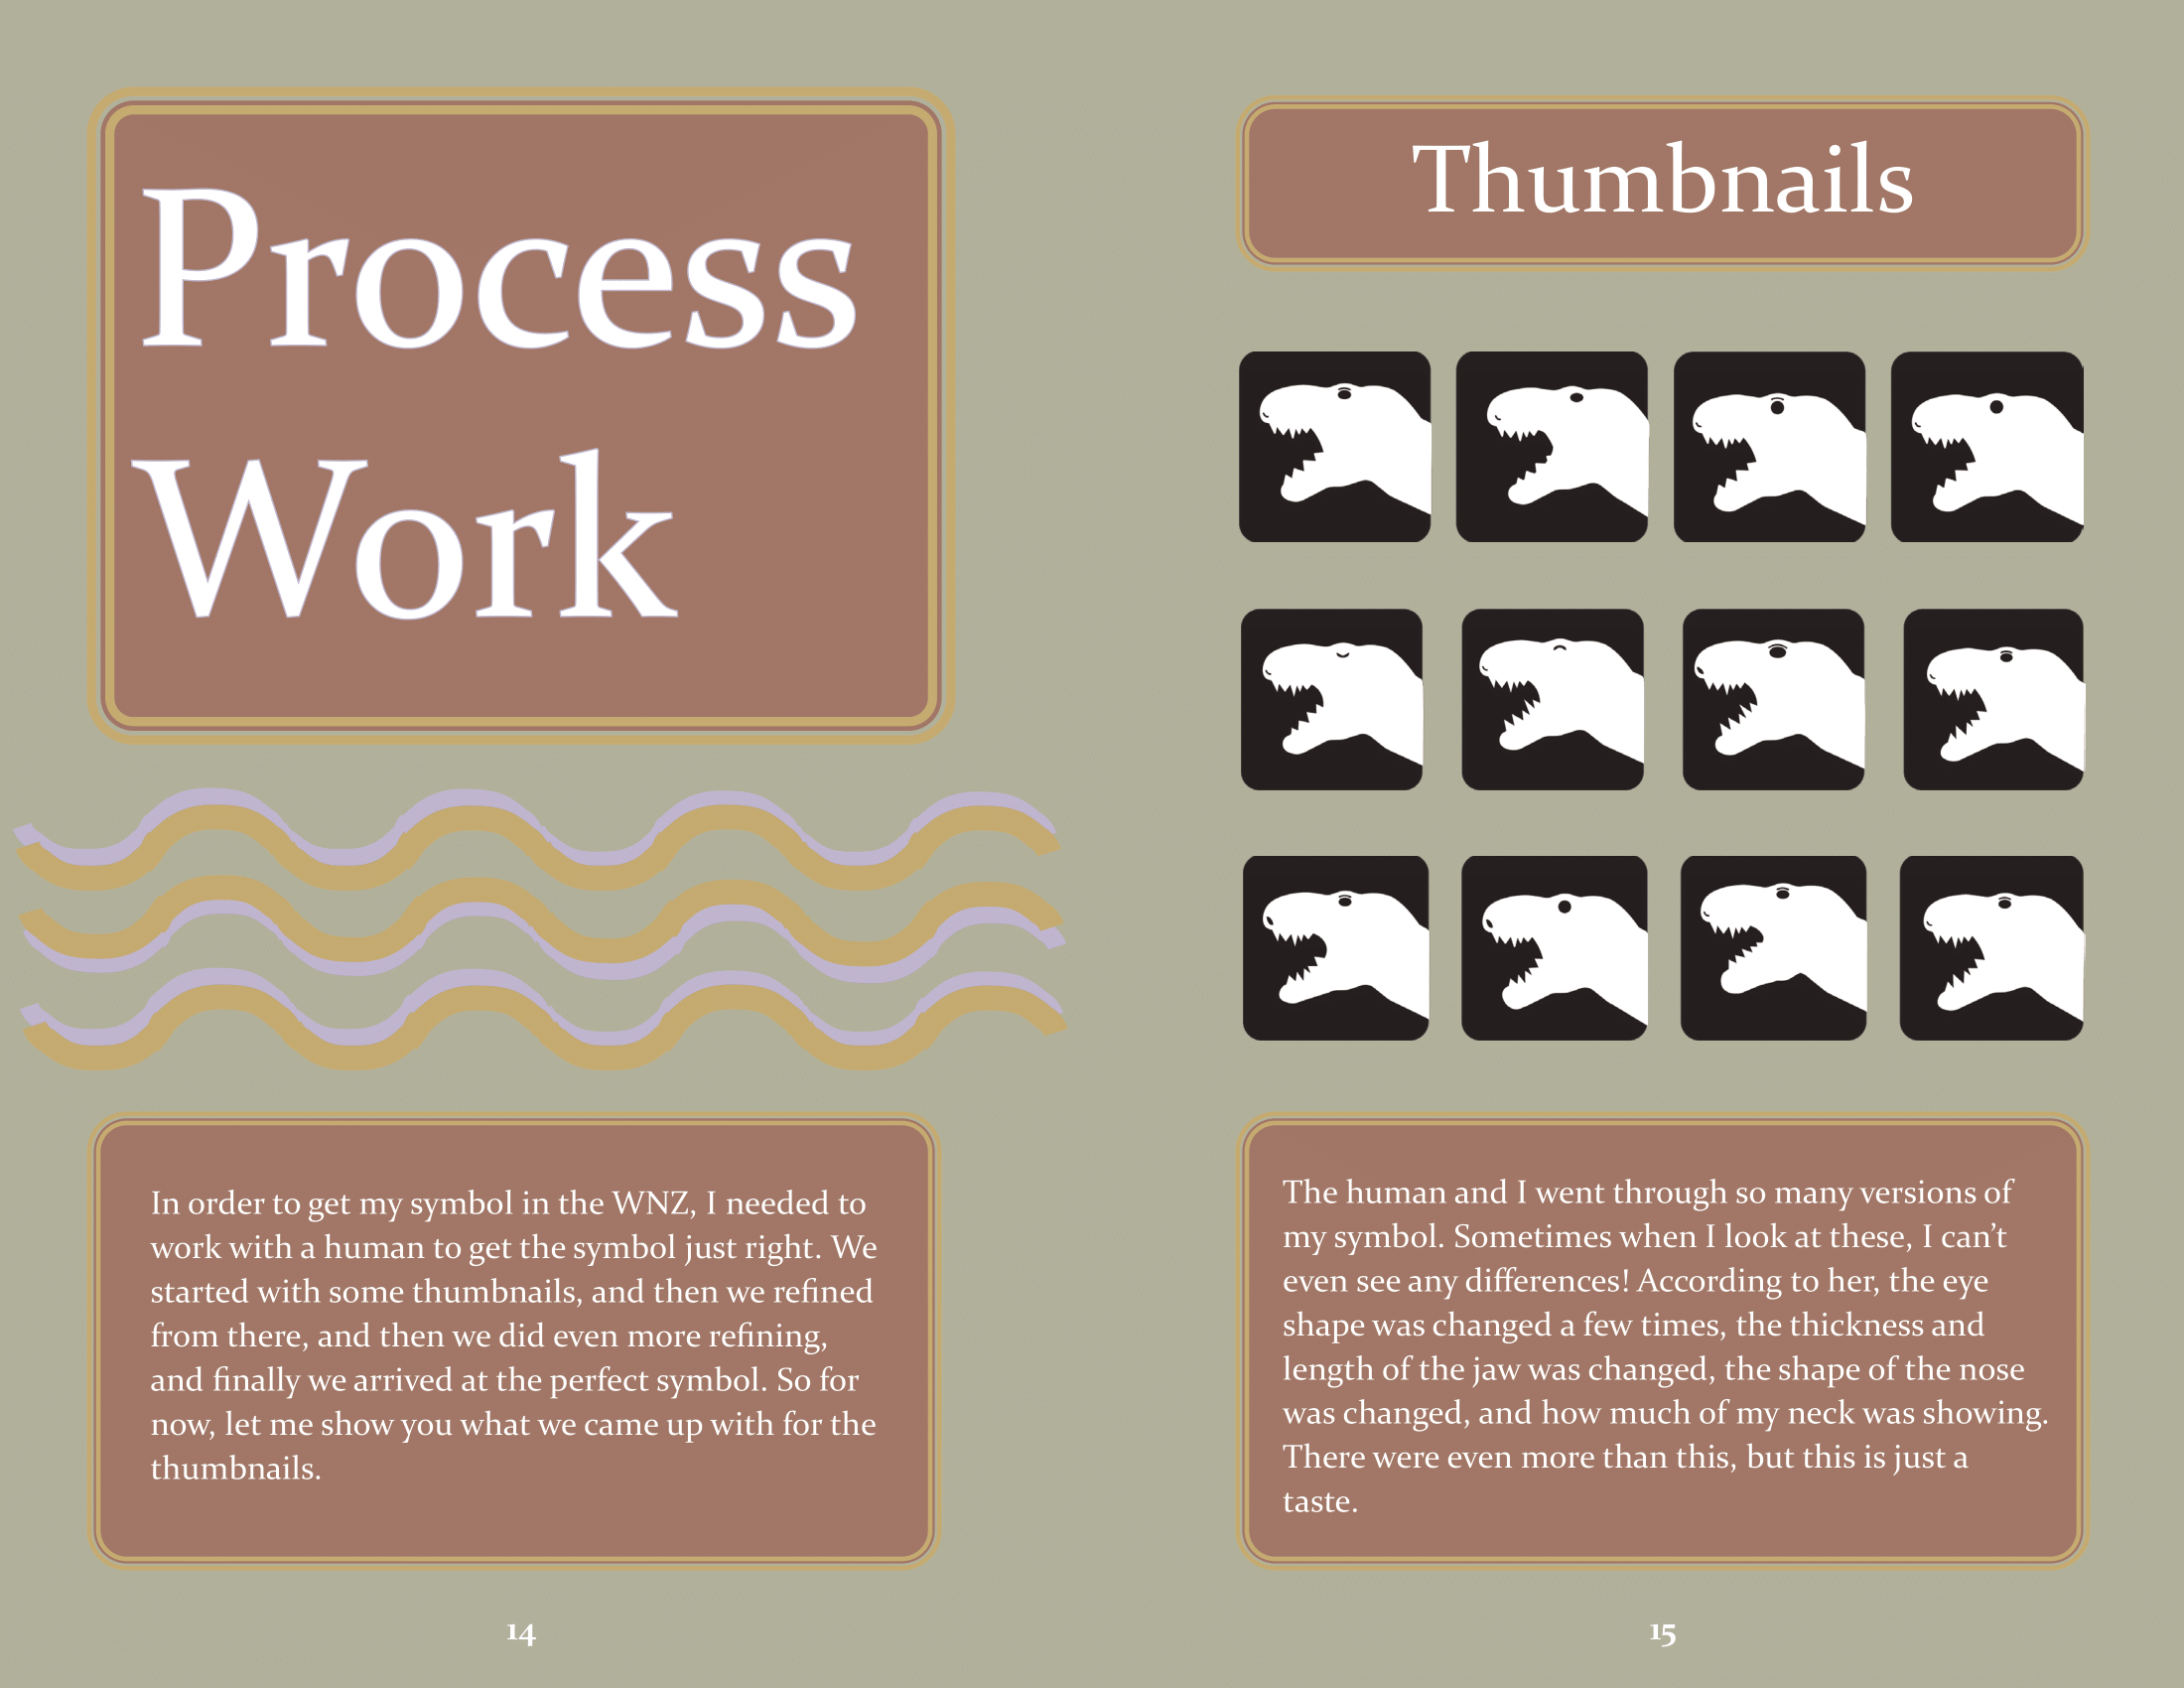 Process
Work
In order to get my symbol in the WNZ, I needed to
work with a human to get the symbol just right. We
started with some thumbnails, and then we refined
from there, and then we did even more refining,
and finally we arrived at the perfect symbol. So for
now, let me show you what we came up with for the
thumbnails.
14
Thumbnails
The human and I went through so many versions of
my symbol. Sometimes when I look at these, I can’t
even see any differences! According to her, the eye
shape was changed a few times, the thickness and
length of the jaw was changed, the shape of the nose
was changed, and how much of my neck was showing.
There were even more than this, but this is just a
taste.
15